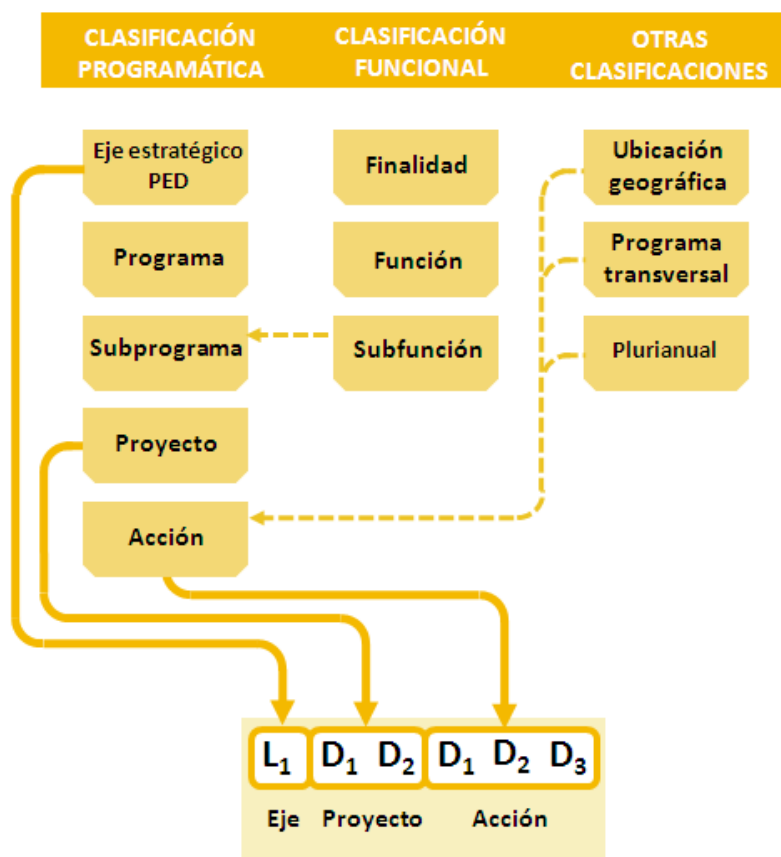 CLASIFICACIÓN
PROGRAMÁTICA
CLASIFICACIÓN
FUNCIONAL
OTRAS
CLASIFICACIONES
Eje estratégico
PED
Programa
Subprograma
Proyecto
Acción
Finalidad
Función
Subfunción
Ubicación
geográfica
Programa
transversal
Plurianual
L₁ D₁ D₂ D₁ D₂ D₃
Eje Proyecto Acción